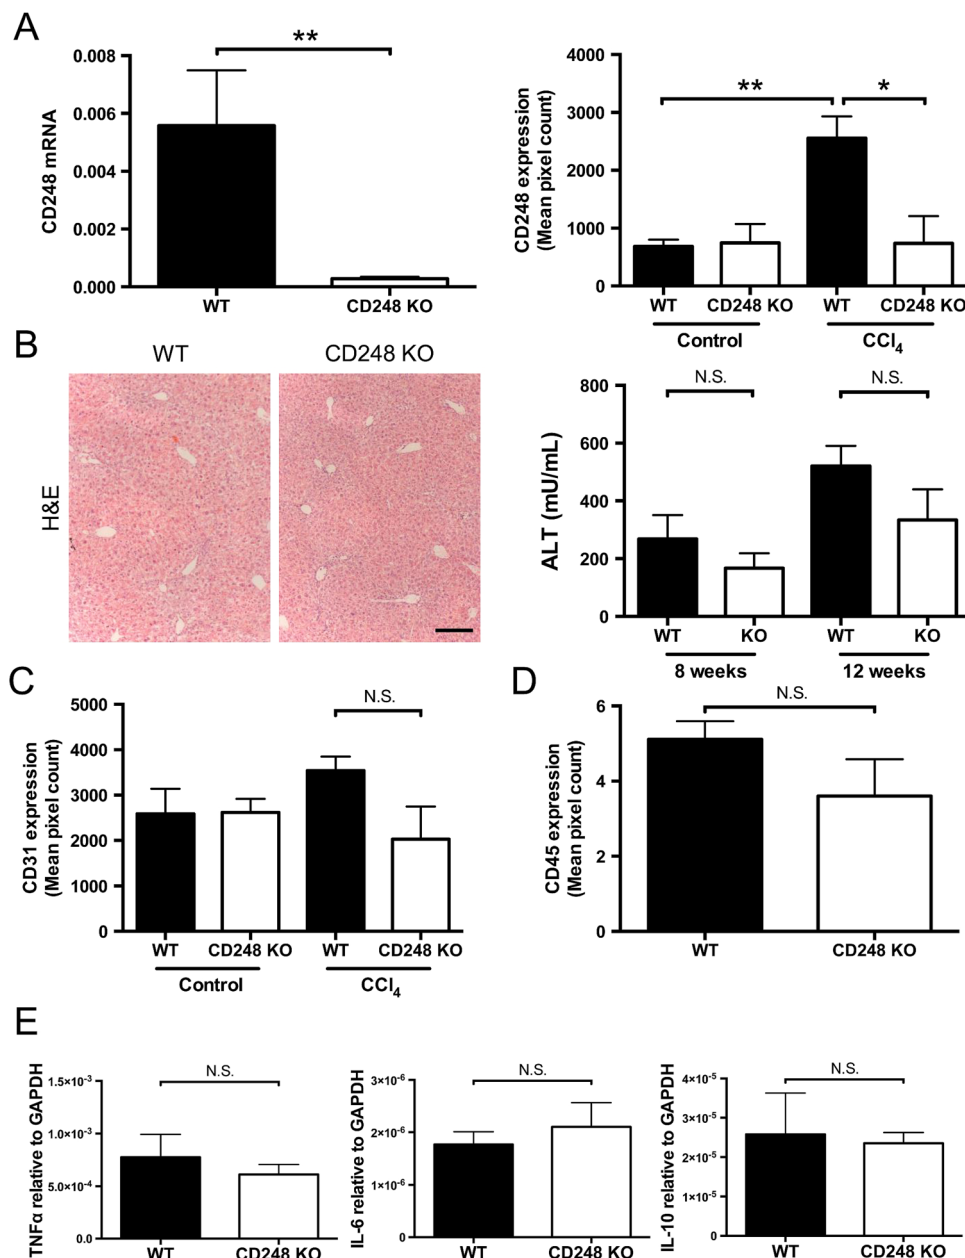 A
CD248 mRNA
0.008
0.006
0.004
0.002
0.000
**
WT
CD248 KO
CD248 expression
(Mean pixel count)
4000
3000
2000
1000
0
**
*
WT
CD248 KO
WT
CD248 KO
Control
CCl4
B
WT
CD248 KO
H&E
ALT (mU/mL)
800
600
400
200
0
N.S.
N.S.
WT
KO
WT
KO
8 weeks
12 weeks
C
CD31 expression
(Mean pixel count)
5000
4000
3000
2000
1000
0
N.S.
WT
CD248 KO
WT
CD248 KO
Control
CCl4
D
CD45 expression
(Mean pixel count)
6
4
2
0
N.S.
WT
CD248 KO
E
TNFα relative to GAPDH
1.5×10-3
1.0×10-3
5.0×10-4
0.0
N.S.
WT
CD248 KO
IL-6 relative to GAPDH
3×10-6
2×10-6
1×10-6
0
N.S.
WT
CD248 KO
IL-10 relative to GAPDH
4×10-5
3×10-5
2×10-5
1×10-5
0
N.S.
WT
CD248 KO